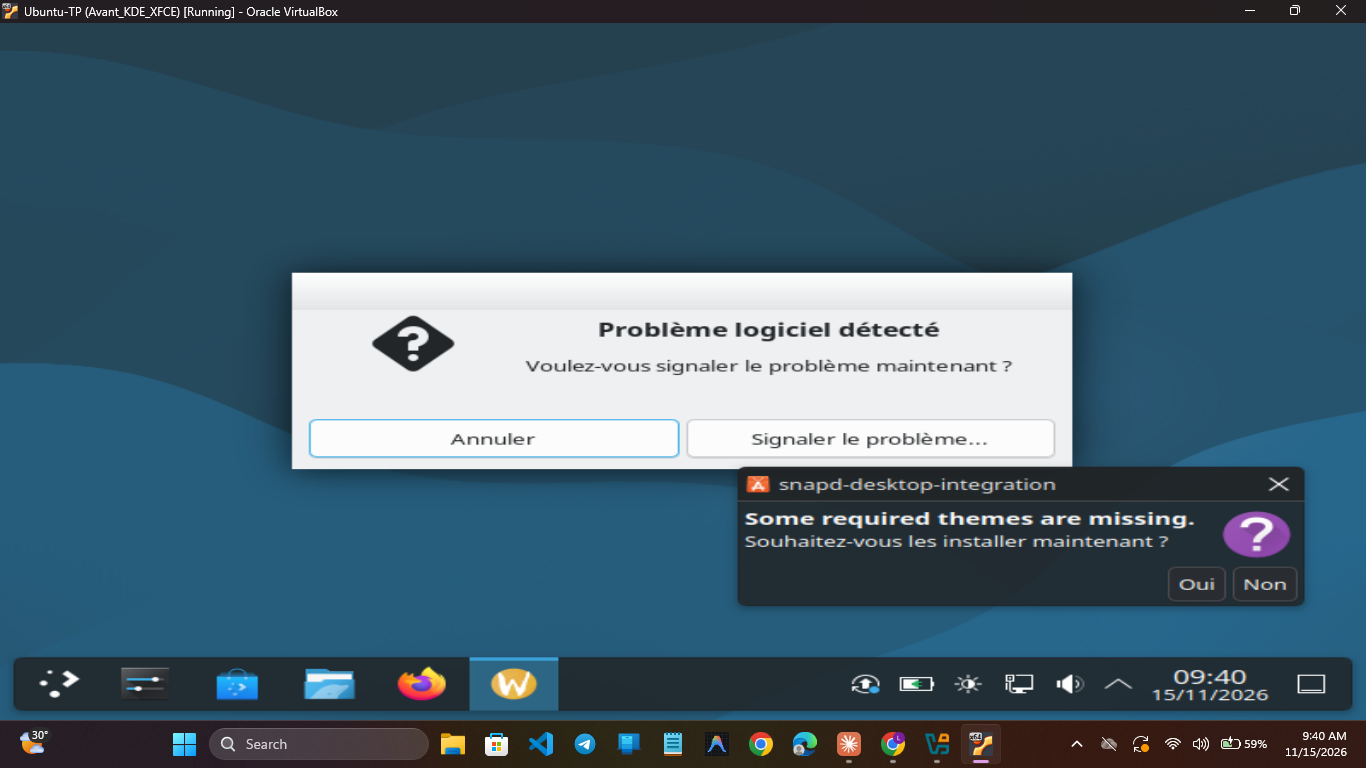 Ubuntu-TP (Avant_KDE_XFCE) [Running] - Oracle VirtualBox
Problème logiciel détecté
Voulez-vous signaler le problème maintenant ?
Annuler
Signaler le problème...
snapd-desktop-integration
Some required themes are missing.
Souhaitez-vous les installer maintenant ?
Oui
Non
09:40
15/11/2026
30°
Search
59%
9:40 AM
11/15/2026